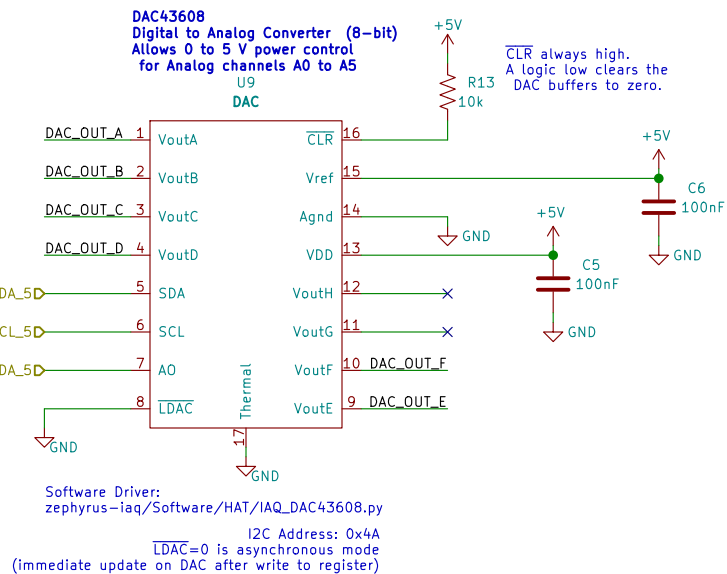 DAC43608
Digital to Analog Converter (8-bit)
Allows 0 to 5 V power control
for Analog channels A0 to A5
U9
DAC
+5V
R13
10k
CLR always high.
A logic low clears the
DAC buffers to zero.
DAC_OUT_A 1 VoutA
CLR 16
+5V
DAC_OUT_B 2 VoutB
Vref 15
C6
100nF
GND
DAC_OUT_C 3 VoutC
Agnd 14
GND
+5V
DAC_OUT_D 4 VoutD
VDD 13
C5
100nF
GND
DA_5 5 SDA
VoutH 12
CL_5 6 SCL
VoutG 11
DA_5 7 A0
VoutF 10 DAC_OUT_F
8 LDAC
VoutE 9 DAC_OUT_E
GND
Thermal
17
GND
Software Driver:
zephyrus-iaq/Software/HAT/IAQ_DAC43608.py
I2C Address: 0x4A
LDAC=0 is asynchronous mode
(immediate update on DAC after write to register)